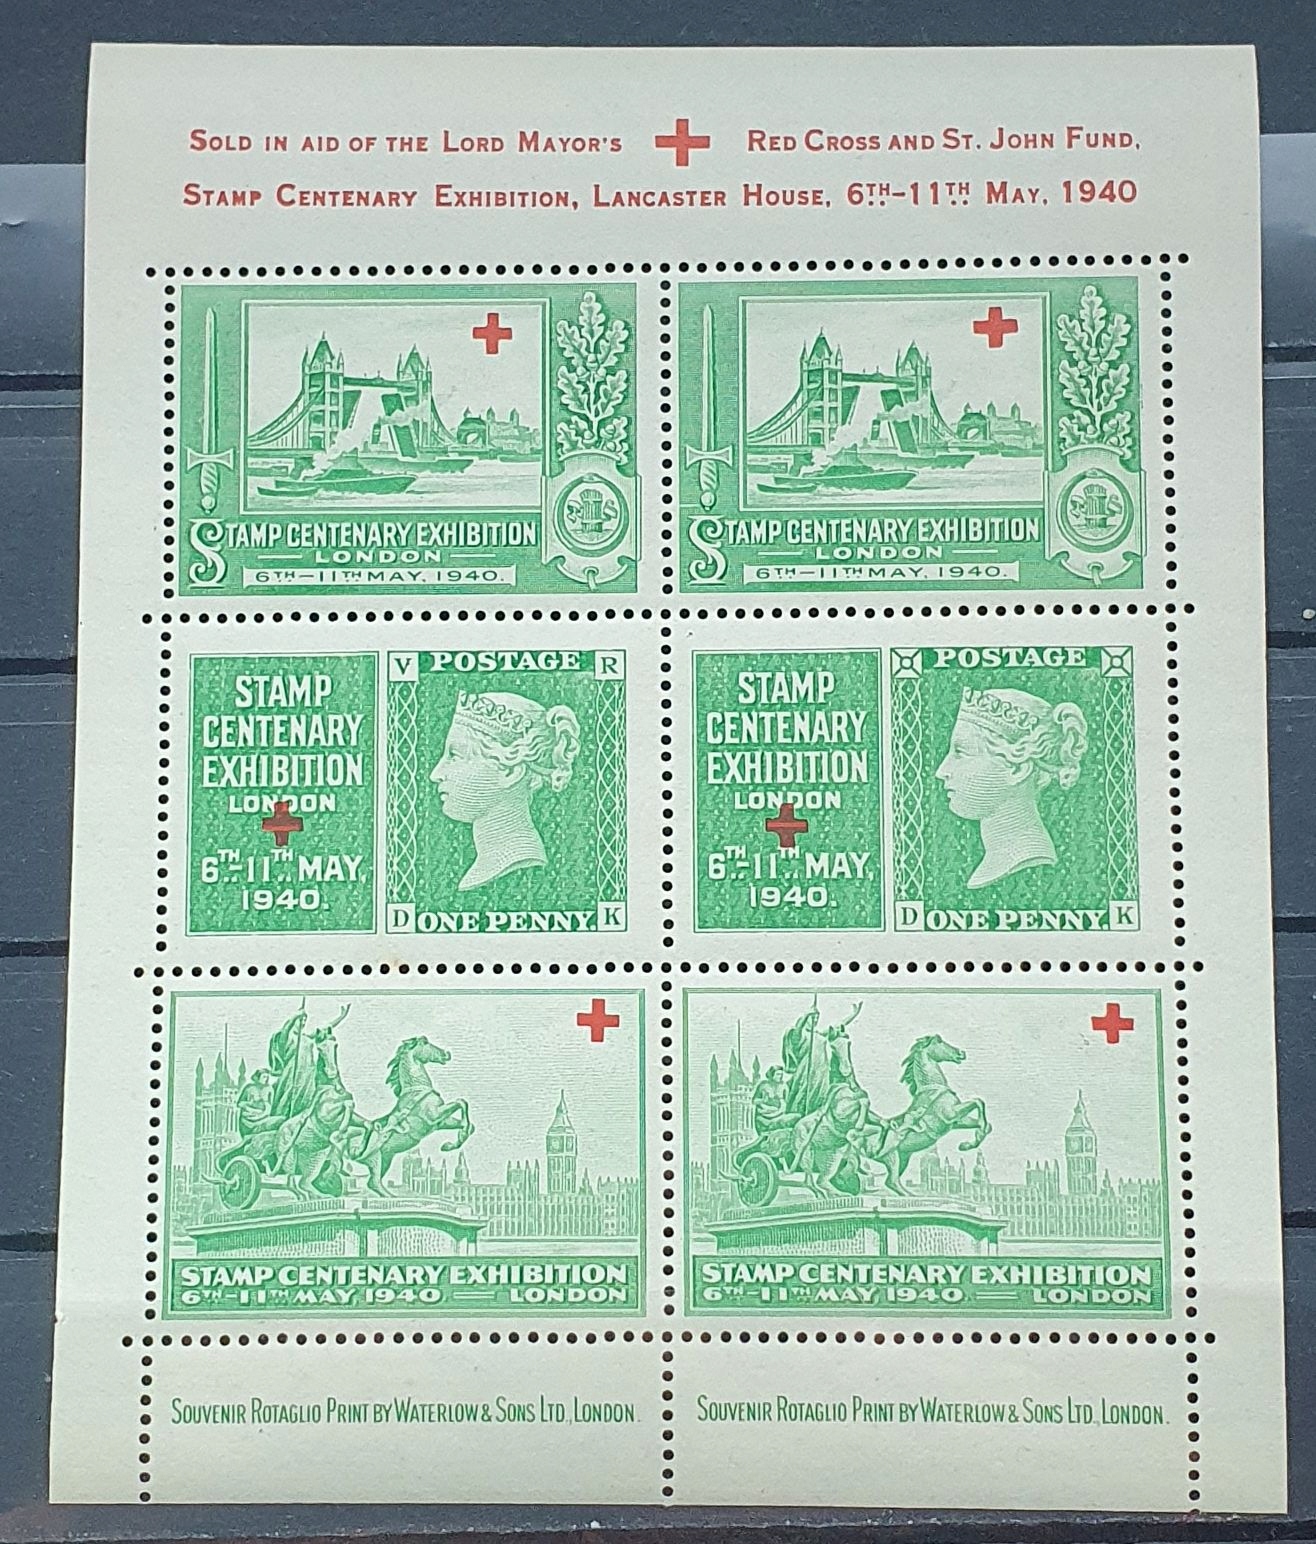 SOLD IN AID OF THE LORD MAYOR'S RED CROSS AND ST. JOHN FUND,
STAMP CENTENARY EXHIBITION, LANCASTER HOUSE, 6TH-11TH MAY, 1940
STAMP CENTENARY EXHIBITION
LONDON
6TH-11TH MAY, 1940.
STAMP CENTENARY EXHIBITION
LONDON
6TH-11TH MAY, 1940.
STAMP
CENTENARY
EXHIBITION
LONDON
6TH-11TH MAY,
1940.
V POSTAGE R
D ONE PENNY. K
STAMP
CENTENARY
EXHIBITION
LONDON
6TH-11TH MAY,
1940.
POSTAGE
D ONE PENNY. K
STAMP CENTENARY EXHIBITION
6TH-11TH MAY, 1940 LONDON
STAMP CENTENARY EXHIBITION
6TH-11TH MAY, 1940 LONDON
SOUVENIR ROTAGLIO PRINT BY WATERLOW & SONS LTD., LONDON.
SOUVENIR ROTAGLIO PRINT BY WATERLOW & SONS LTD., LONDON.